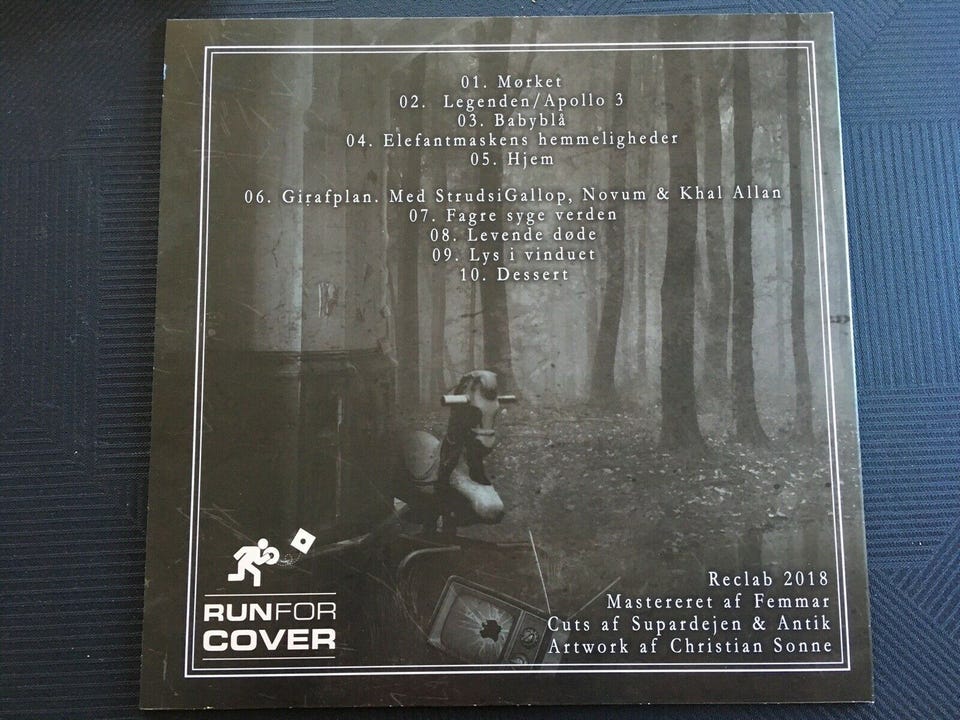 01. Mørket
02. Legenden/Apollo 3
03. Babyblå
04. Elefantmaskens hemmeligheder
05. Hjem
06. Girafplan. Med StrudsiGallop, Novum & Khal Allan
07. Fagre syge verden
08. Levende døde
09. Lys i vinduet
10. Dessert
RUNFOR
COVER
Reclab 2018
Mastereret af Femmar
Cuts af Supardejen & Antik
Artwork af Christian Sonne